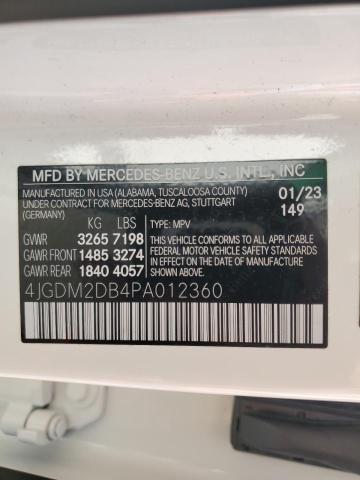 MFD BY MERCEDES-BENZ U.S. INTL., INC
MANUFACTURED IN USA (ALABAMA, TUSCALOOSA COUNTY) 01/23
UNDER CONTRACT FOR MERCEDES-BENZ AG, STUTTGART 149
(GERMANY)
KG LBS TYPE: MPV
GVWR 3265 7198
GAWR FRONT 1485 3274
GAWR REAR 1840 4057
THIS VEHICLE CONFORMS TO ALL APPLICABLE
FEDERAL MOTOR VEHICLE SAFETY STANDARDS
IN EFFECT ON THE DATE OF MANUFACTURE
SHOWN ABOVE.
4JGDM2DB4PA012360